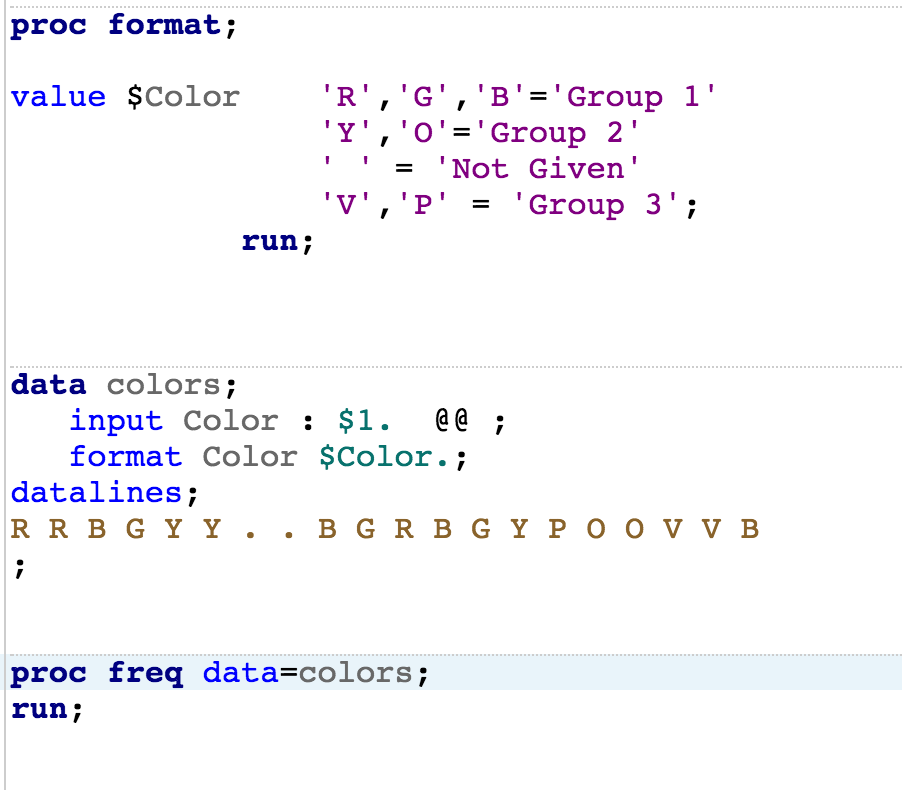 proc format;
value $Color 'R','G','B'='Group 1'
'Y','O'='Group 2'
' ' = 'Not Given'
'V','P' = 'Group 3';
run;
data colors;
input Color : $1. @@ ;
format Color $Color.;
datalines;
R R B G Y Y . . B G R B G Y P O O V V B
;
proc freq data=colors;
run;